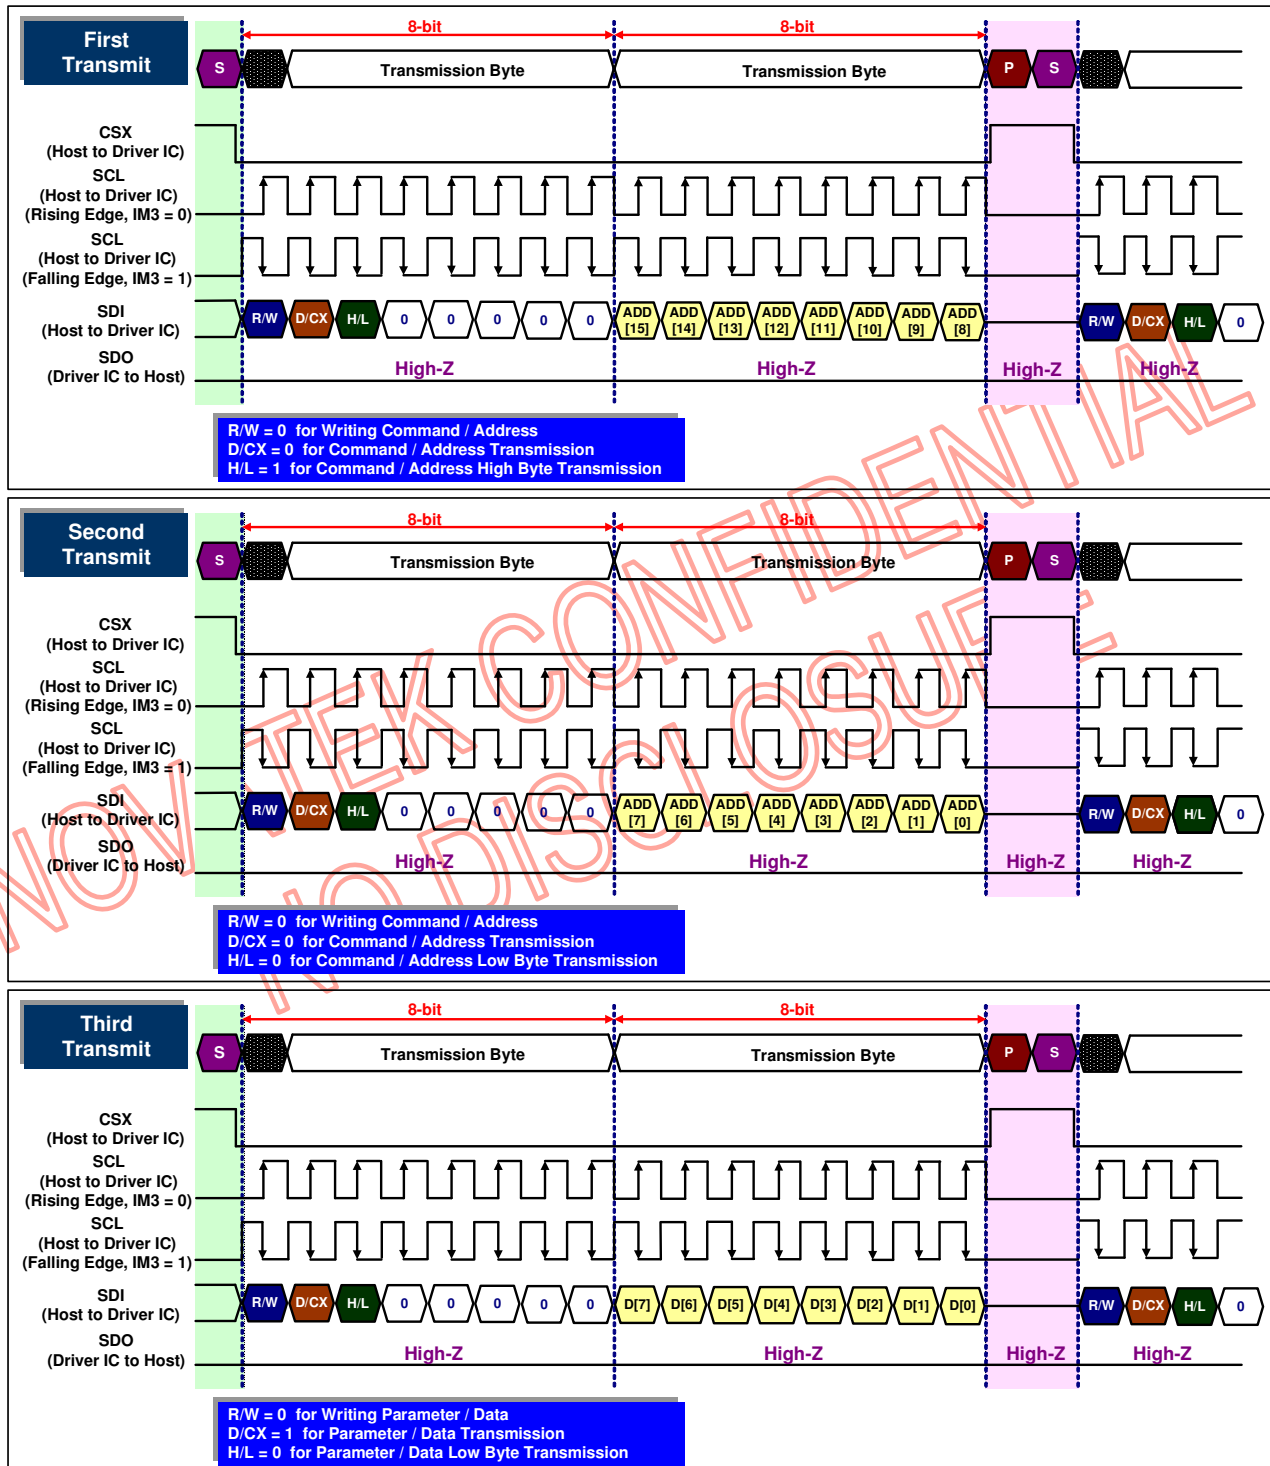 First
Transmit
8-bit 8-bit
S Transmission Byte Transmission Byte P S
CSX
(Host to Driver IC)
SCL
(Host to Driver IC)
(Rising Edge, IM3 = 0)
SCL
(Host to Driver IC)
(Falling Edge, IM3 = 1)
SDI
(Host to Driver IC)
R/W D/CX H/L 0 0 0 0 0 ADD [15] ADD [14] ADD [13] ADD [12] ADD [11] ADD [10] ADD [9] ADD [8] R/W D/CX H/L 0
SDO
(Driver IC to Host)
High-Z High-Z High-Z High-Z
R/W = 0 for Writing Command / Address
D/CX = 0 for Command / Address Transmission
H/L = 1 for Command / Address High Byte Transmission
Second
Transmit
8-bit 8-bit
S Transmission Byte Transmission Byte P S
CSX
(Host to Driver IC)
SCL
(Host to Driver IC)
(Rising Edge, IM3 = 0)
SCL
(Host to Driver IC)
(Falling Edge, IM3 = 1)
SDI
(Host to Driver IC)
R/W D/CX H/L 0 0 0 0 0 ADD [7] ADD [6] ADD [5] ADD [4] ADD [3] ADD [2] ADD [1] ADD [0] R/W D/CX H/L 0
SDO
(Driver IC to Host)
High-Z High-Z High-Z High-Z
R/W = 0 for Writing Command / Address
D/CX = 0 for Command / Address Transmission
H/L = 0 for Command / Address Low Byte Transmission
Third
Transmit
8-bit 8-bit
S Transmission Byte Transmission Byte P S
CSX
(Host to Driver IC)
SCL
(Host to Driver IC)
(Rising Edge, IM3 = 0)
SCL
(Host to Driver IC)
(Falling Edge, IM3 = 1)
SDI
(Host to Driver IC)
R/W D/CX H/L 0 0 0 0 0 D[7] D[6] D[5] D[4] D[3] D[2] D[1] D[0] R/W D/CX H/L 0
SDO
(Driver IC to Host)
High-Z High-Z High-Z High-Z
R/W = 0 for Writing Parameter / Data
D/CX = 1 for Parameter / Data Transmission
H/L = 0 for Parameter / Data Low Byte Transmission
NOVATEK CONFIDENTIAL
NO DISCLOSURE